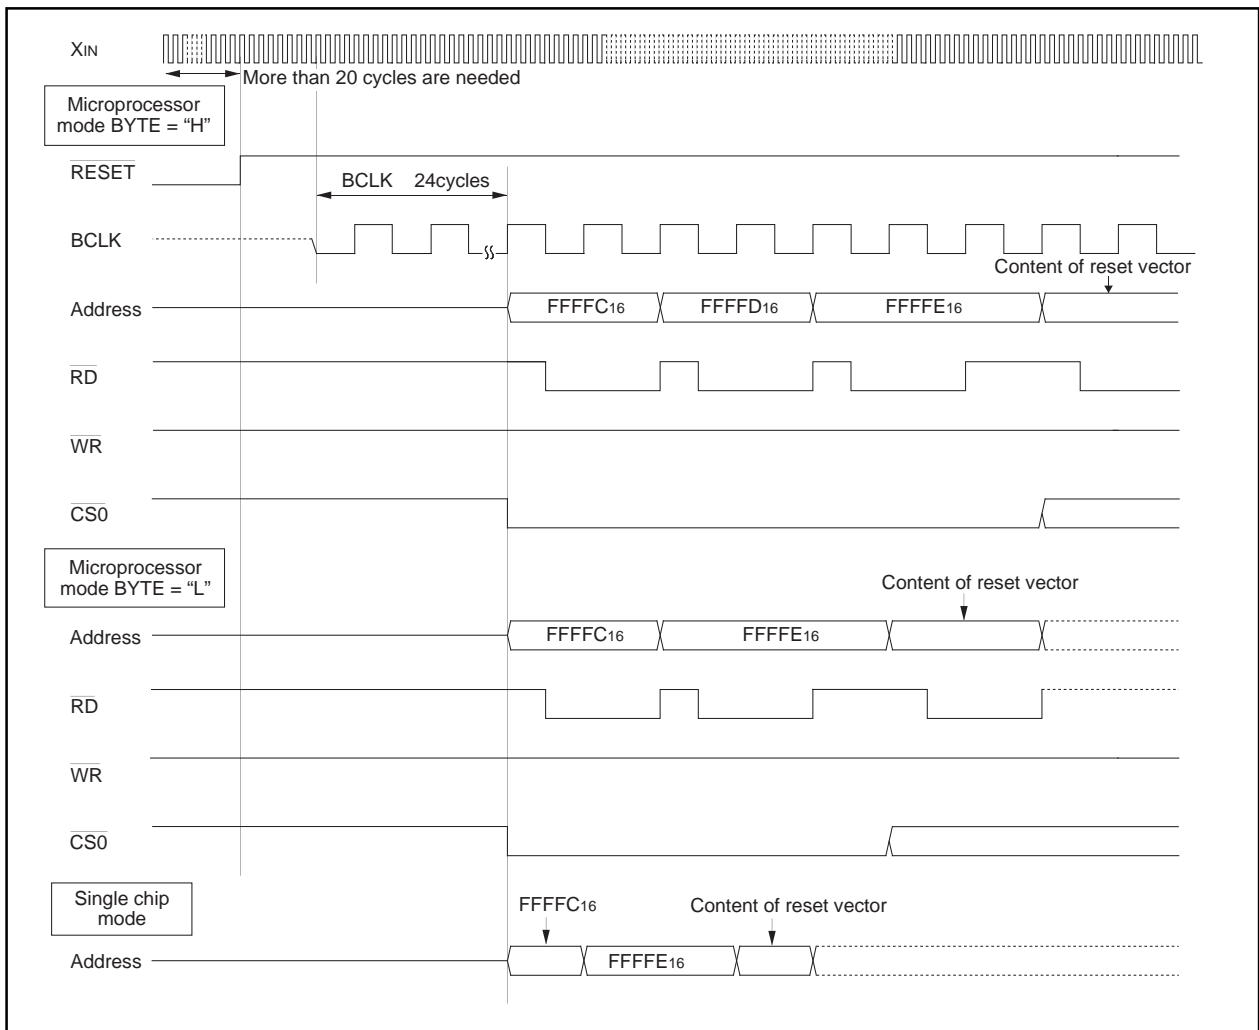 XIN
More than 20 cycles are needed
Microprocessor
mode BYTE = “H”
RESET
BCLK 24cycles
BCLK
Content of reset vector
Address
FFFFC16
FFFFD16
FFFFE16
RD
WR
CS0
Microprocessor
mode BYTE = “L”
Content of reset vector
Address
FFFFC16
FFFFE16
RD
WR
CS0
Single chip
mode
FFFFC16
Content of reset vector
Address
FFFFE16